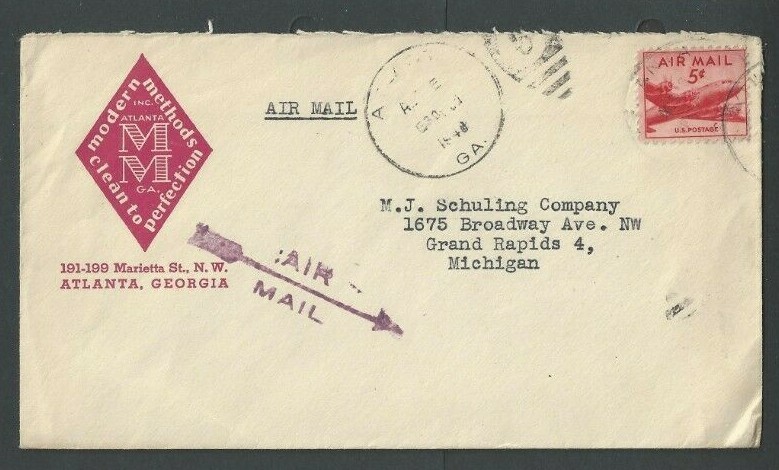 modern methods
INC.
ATLANTA
MM
GA.
clean to perfection
191-199 Marietta St., N. W.
ATLANTA, GEORGIA
AIR MAIL
GA.
1948
AIR MAIL
5¢
U.S. POSTAGE
M.J. Schuling Company
1675 Broadway Ave. NW
Grand Rapids 4,
Michigan
AIR
MAIL